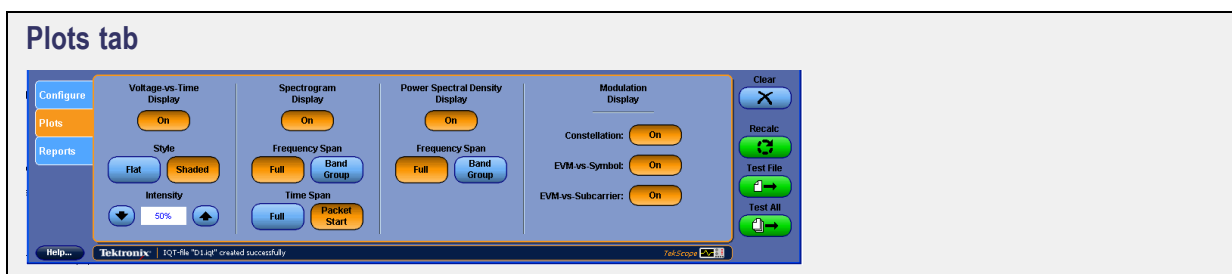 Plots tab
Configure
Plots
Reports
Voltage-vs-Time
Display
On
Style
Flat
Shaded
Intensity
50%
Spectrogram
Display
On
Frequency Span
Full
Band
Group
Time Span
Full
Packet
Start
Power Spectral Density
Display
On
Frequency Span
Full
Band
Group
Modulation
Display
Constellation: On
EVM-vs-Symbol: On
EVM-vs-Subcarrier: On
Clear
Recalc
Test File
Test All
Help...
Tektronix IQT-file "D1.iqt" created successfully
TekScope